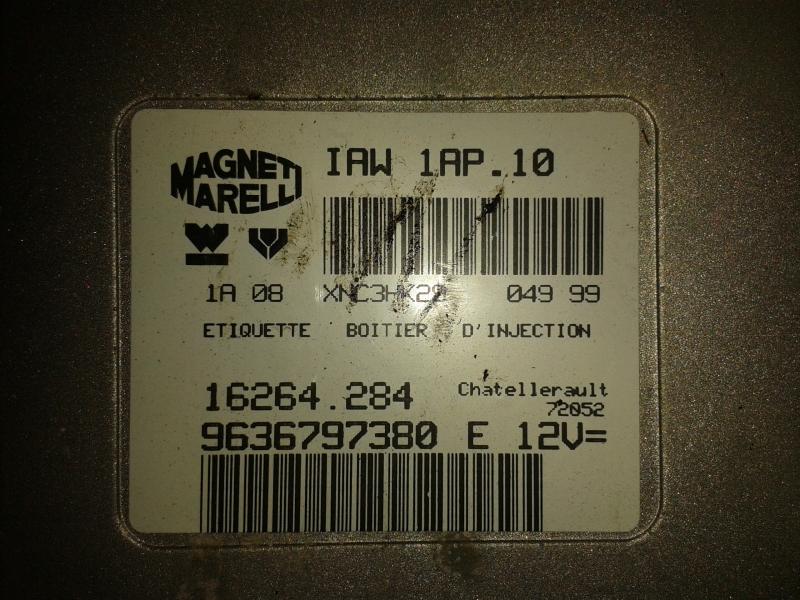 MAGNETI
MARELLI
IAW 1AP.10
1A 08 049 99
ETIQUETTE BOITIER D'INJECTION
16264.284 Chatellerault
72052
9636797380 E 12V=